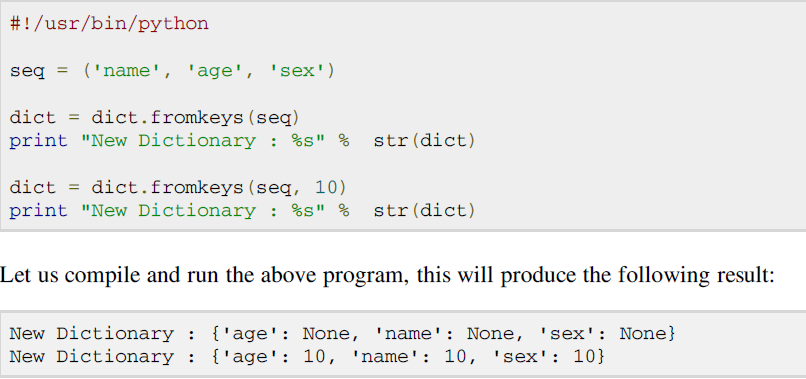 #!/usr/bin/python
seq = ('name', 'age', 'sex')
dict = dict.fromkeys(seq)
print "New Dictionary : %s" %  str(dict)
dict = dict.fromkeys(seq, 10)
print "New Dictionary : %s" %  str(dict)
Let us compile and run the above program, this will produce the following result:
New Dictionary : {'age': None, 'name': None, 'sex': None}
New Dictionary : {'age': 10, 'name': 10, 'sex': 10}